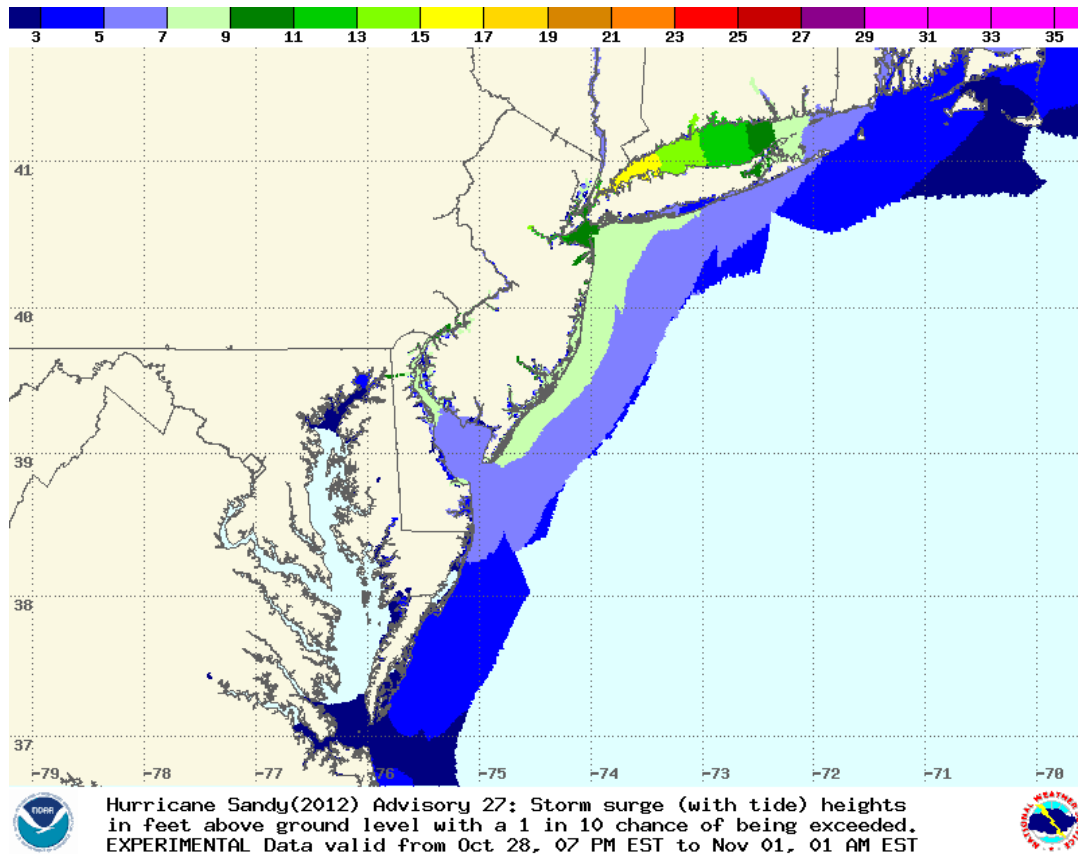 3 5 7 9 11 13 15 17 19 21 23 25 27 29 31 33 35
41
40
39
38
37
-79 -78 -77 -76 -75 -74 -73 -72 -71 -70
NOAA
Hurricane Sandy(2012) Advisory 27: Storm surge (with tide) heights
in feet above ground level with a 1 in 10 chance of being exceeded.
EXPERIMENTAL Data valid from Oct 28, 07 PM EST to Nov 01, 01 AM EST
NATIONAL WEATHER